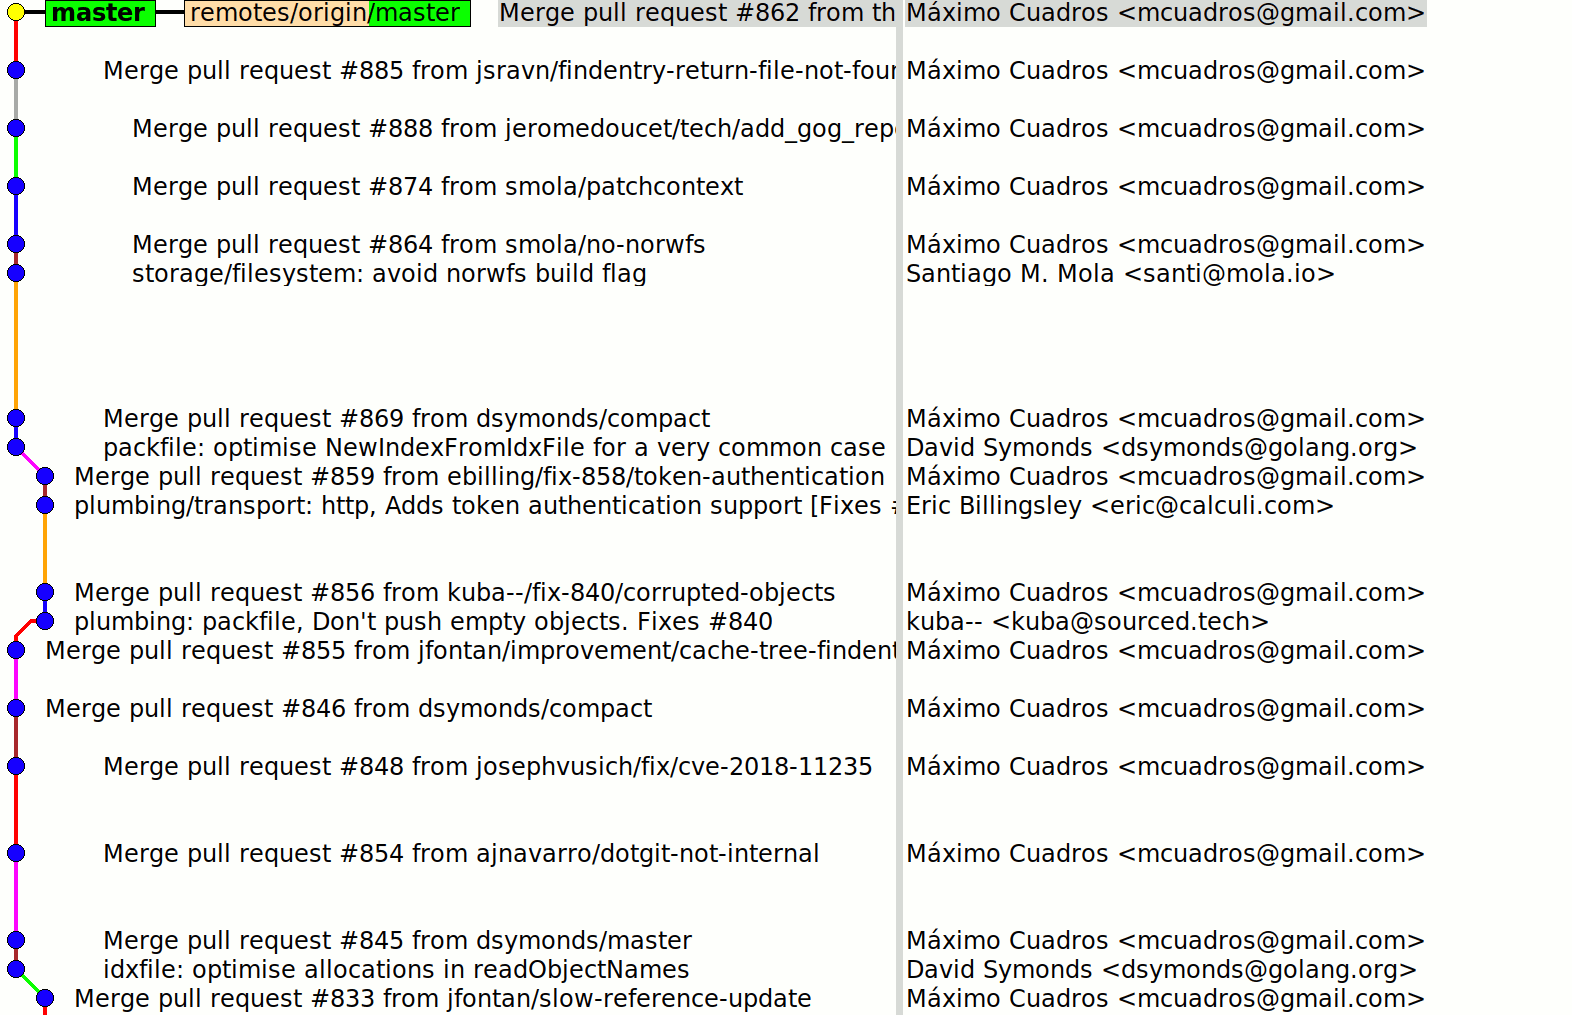 master remotes/origin/master Merge pull request #862 from th Máximo Cuadros <mcuadros@gmail.com>
Merge pull request #885 from jsravn/findentry-return-file-not-four Máximo Cuadros <mcuadros@gmail.com>
Merge pull request #888 from jeromedoucet/tech/add_gog_rep Máximo Cuadros <mcuadros@gmail.com>
Merge pull request #874 from smola/patchcontext Máximo Cuadros <mcuadros@gmail.com>
Merge pull request #864 from smola/no-norwfs Máximo Cuadros <mcuadros@gmail.com>
storage/filesystem: avoid norwfs build flag Santiago M. Mola <santi@mola.io>
Merge pull request #869 from dsymonds/compact Máximo Cuadros <mcuadros@gmail.com>
packfile: optimise NewIndexFromIdxFile for a very common case David Symonds <dsymonds@golang.org>
Merge pull request #859 from ebilling/fix-858/token-authentication Máximo Cuadros <mcuadros@gmail.com>
plumbing/transport: http, Adds token authentication support [Fixes # Eric Billingsley <eric@calculi.com>
Merge pull request #856 from kuba--/fix-840/corrupted-objects Máximo Cuadros <mcuadros@gmail.com>
plumbing: packfile, Don't push empty objects. Fixes #840 kuba-- <kuba@sourced.tech>
Merge pull request #855 from jfontan/improvement/cache-tree-findent Máximo Cuadros <mcuadros@gmail.com>
Merge pull request #846 from dsymonds/compact Máximo Cuadros <mcuadros@gmail.com>
Merge pull request #848 from josephvusich/fix/cve-2018-11235 Máximo Cuadros <mcuadros@gmail.com>
Merge pull request #854 from ajnavarro/dotgit-not-internal Máximo Cuadros <mcuadros@gmail.com>
Merge pull request #845 from dsymonds/master Máximo Cuadros <mcuadros@gmail.com>
idxfile: optimise allocations in readObjectNames David Symonds <dsymonds@golang.org>
Merge pull request #833 from jfontan/slow-reference-update Máximo Cuadros <mcuadros@gmail.com>